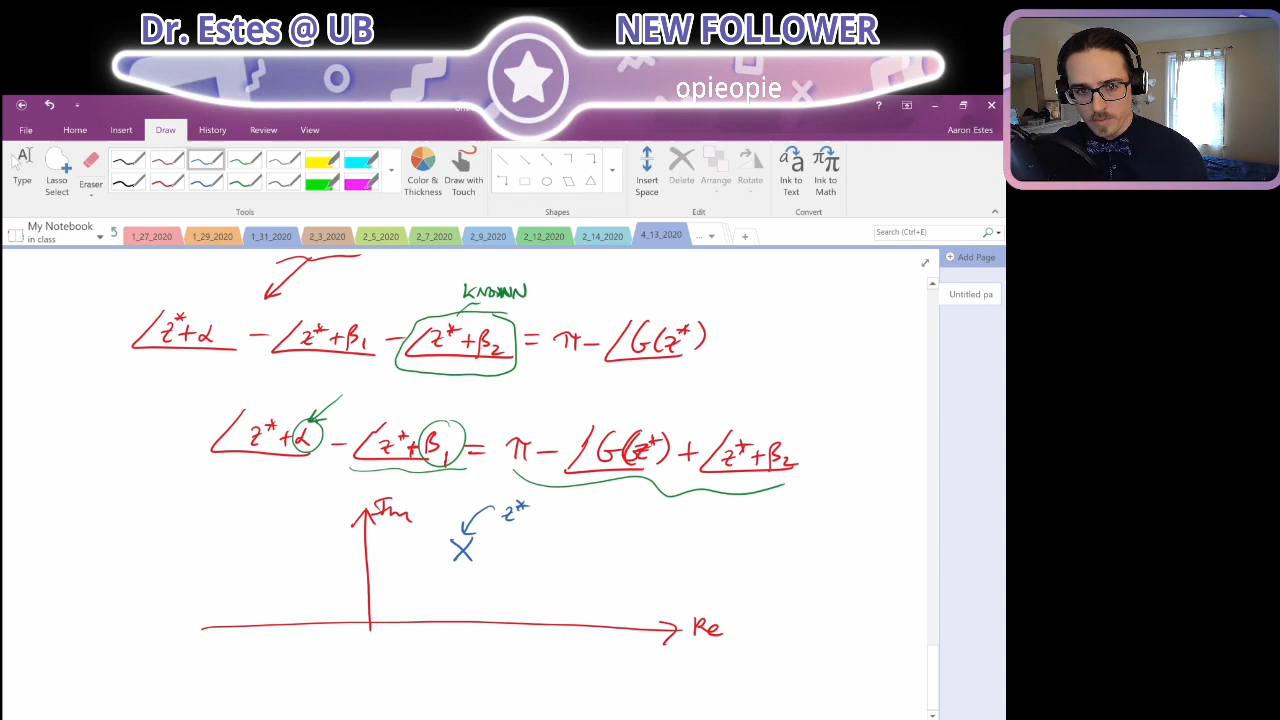 Dr. Estes @ UB
NEW FOLLOWER
opieopie
File Home Insert Draw History Review View
Aaron Estes
Type
Lasso Select
Eraser
Color & Thickness
Draw with Touch
Insert Space
Delete
Arrange
Rotate
Ink to Text
Ink to Math
Tools
Shapes
Edit
Convert
My Notebook
in class
1_27_2020 1_29_2020 1_31_2020 2_3_2020 2_5_2020 2_7_2020 2_9_2020 2_12_2020 2_14_2020 4_13_2020 ...
Search (Ctrl+E)
Add Page
Untitled pa
KNOWN
∠z*+α − ∠z*+β₁ − ∠z*+β₂ = π − ∠G(z*)
∠z*+α − ∠z*+β₁ = π − ∠G(z*) + ∠z*+β₂
Im
z*
Re